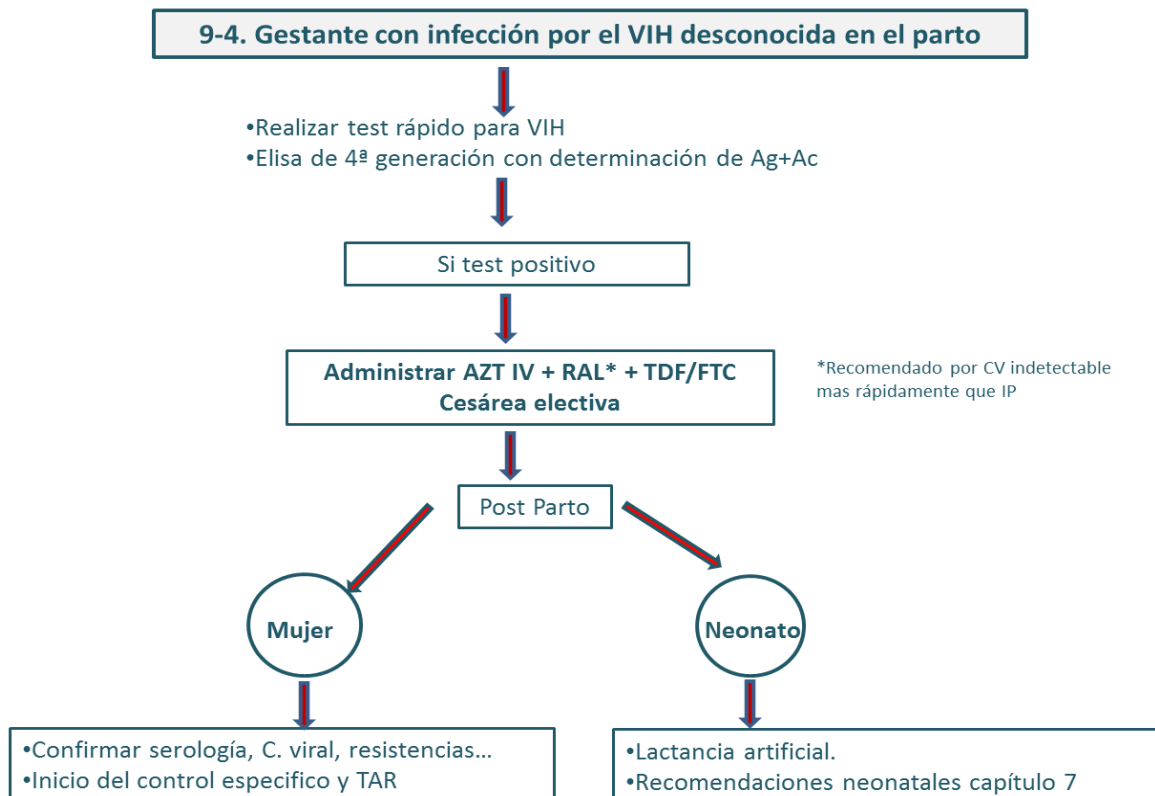 9-4. Gestante con infección por el VIH desconocida en el parto
•Realizar test rápido para VIH
•Elisa de 4ª generación con determinación de Ag+Ac
Si test positivo
Administrar AZT IV + RAL* + TDF/FTC
Cesárea electiva
*Recomendado por CV indetectable
mas rápidamente que IP
Post Parto
Mujer
Neonato
•Confirmar serología, C. viral, resistencias...
•Inicio del control especifico y TAR
•Lactancia artificial.
•Recomendaciones neonatales capítulo 7